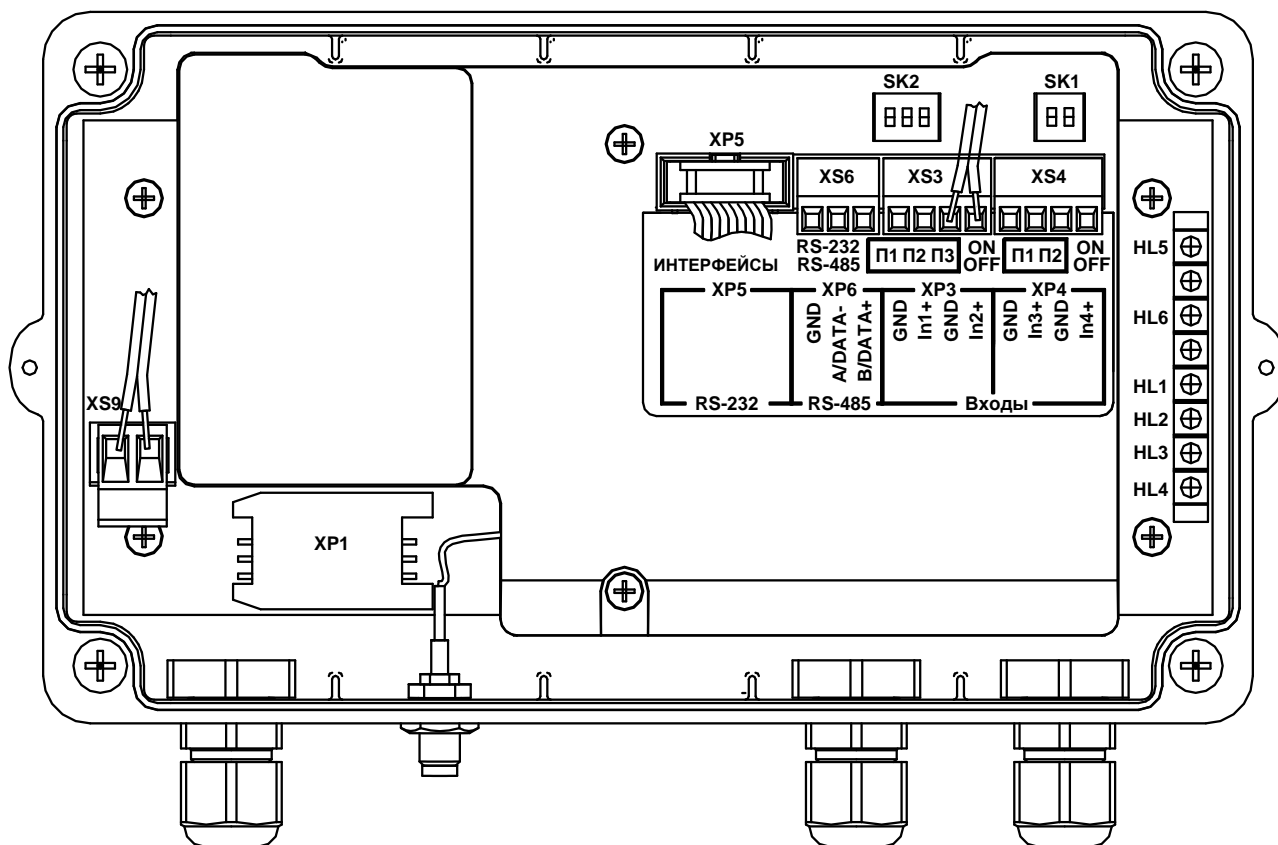 SK2 SK1
XP5
XS6 XS3 XS4
RS-232 ON ON
RS-485 П1 П2 П3 OFF П1 П2 OFF
ИНТЕРФЕЙСЫ
XP5 XP6 XP3 XP4
GND
A/DATA-
B/DATA+
GND
In1+
GND
In2+
GND
In3+
GND
In4+
RS-232 RS-485 Входы
HL5
HL6
HL1
HL2
HL3
HL4
XS9
XP1